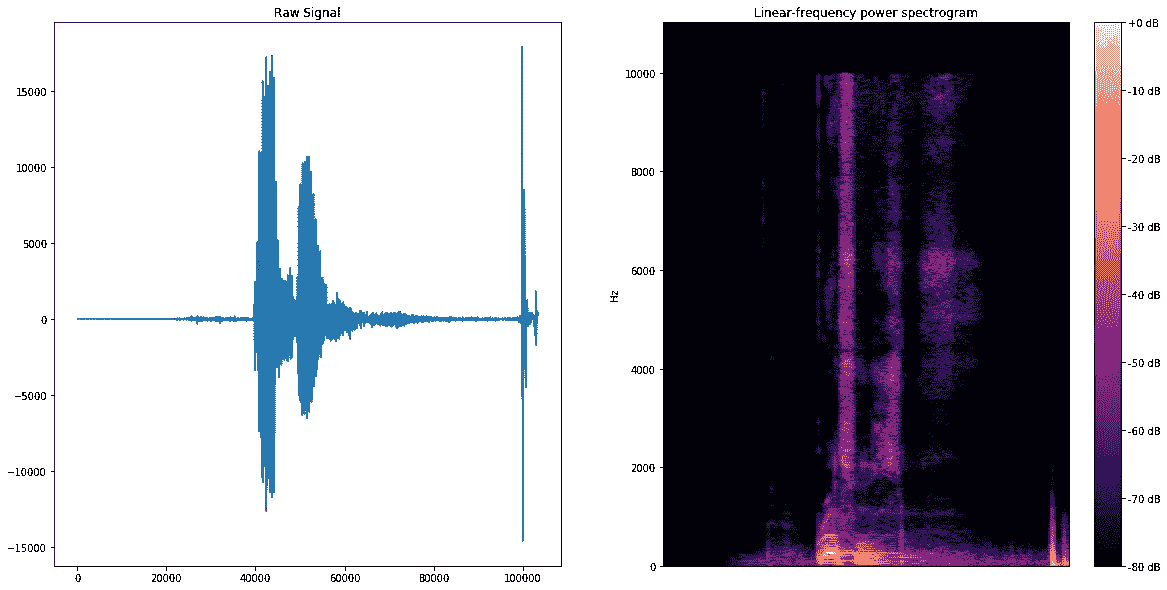 Raw Signal
15000
10000
5000
0
−5000
−10000
−15000
0
20000
40000
60000
80000
100000
Linear-frequency power spectrogram
Hz
10000
8000
6000
4000
2000
0
+0 dB
-10 dB
-20 dB
-30 dB
-40 dB
-50 dB
-60 dB
-70 dB
-80 dB